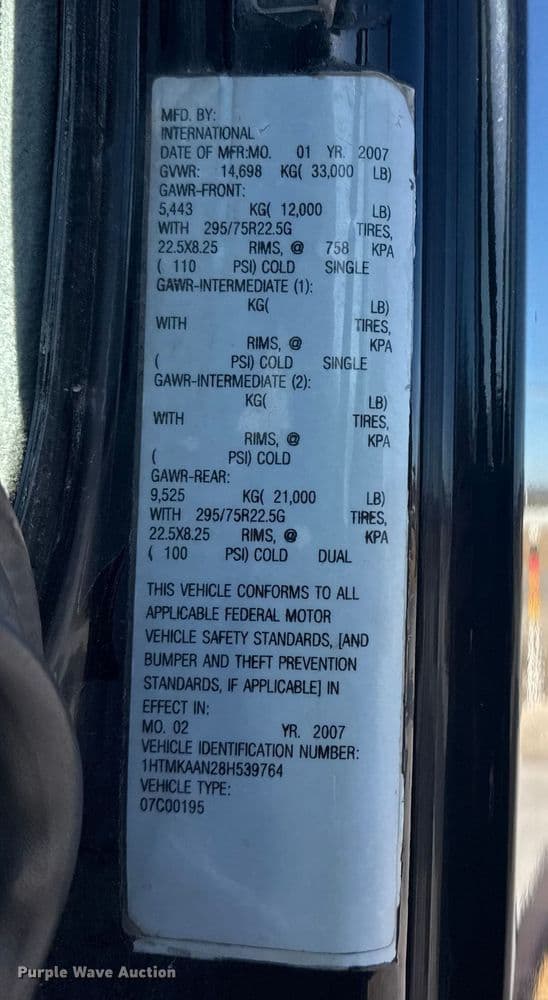 MFD. BY:
INTERNATIONAL
DATE OF MFR:MO. 01 YR. 2007
GVWR: 14,698 KG( 33,000 LB)
GAWR-FRONT:
5,443 KG( 12,000 LB)
WITH 295/75R22.5G TIRES,
22.5X8.25 RIMS, @ 758 KPA
( 110 PSI) COLD SINGLE
GAWR-INTERMEDIATE (1):
KG( LB)
WITH TIRES,
RIMS, @ KPA
( PSI) COLD SINGLE
GAWR-INTERMEDIATE (2):
KG( LB)
WITH TIRES,
RIMS, @ KPA
( PSI) COLD
GAWR-REAR:
9,525 KG( 21,000 LB)
WITH 295/75R22.5G TIRES,
22.5X8.25 RIMS, @ KPA
( 100 PSI) COLD DUAL
THIS VEHICLE CONFORMS TO ALL
APPLICABLE FEDERAL MOTOR
VEHICLE SAFETY STANDARDS, [AND
BUMPER AND THEFT PREVENTION
STANDARDS, IF APPLICABLE] IN
EFFECT IN:
MO. 02 YR. 2007
VEHICLE IDENTIFICATION NUMBER:
1HTMKAAN28H539764
VEHICLE TYPE:
07C00195
Purple Wave Auction